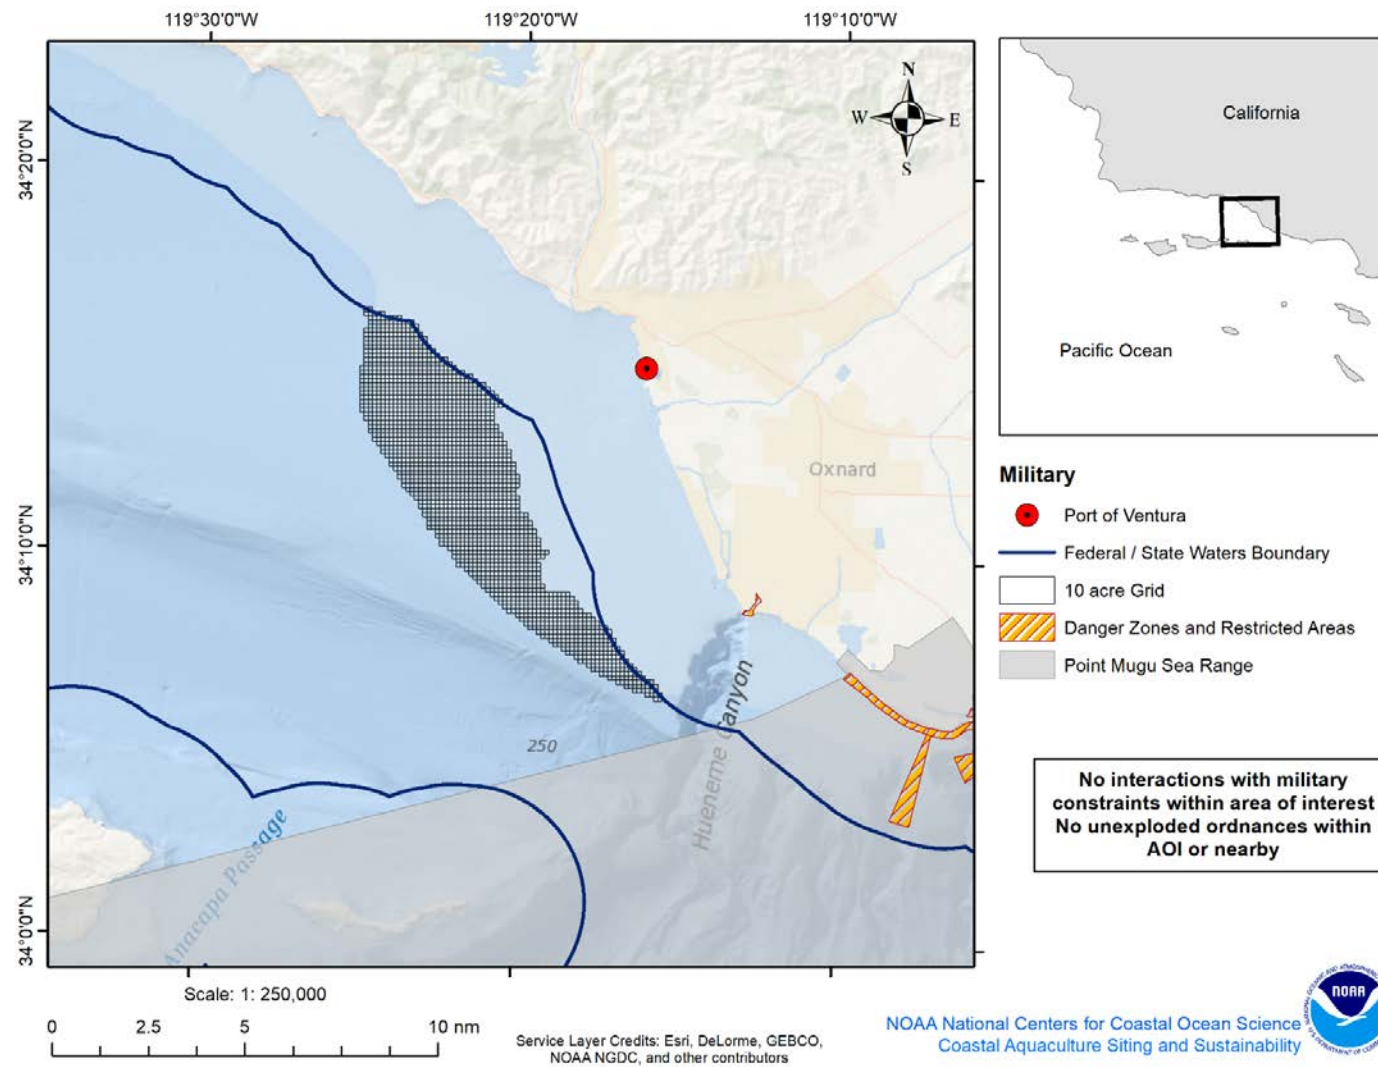 119°30'0"W
119°20'0"W
119°10'0"W
34°20'0"N
34°10'0"N
34°0'0"N
N
W
E
S
Oxnard
250
Hueneme Canyon
Anacapa Passage
California
Pacific Ocean
Military
Port of Ventura
Federal / State Waters Boundary
10 acre Grid
Danger Zones and Restricted Areas
Point Mugu Sea Range
No interactions with military
constraints within area of interest
No unexploded ordnances within
AOI or nearby
Scale: 1: 250,000
0
2.5
5
10 nm
Service Layer Credits: Esri, DeLorme, GEBCO,
NOAA NGDC, and other contributors
NOAA National Centers for Coastal Ocean Science
Coastal Aquaculture Siting and Sustainability
NOAA